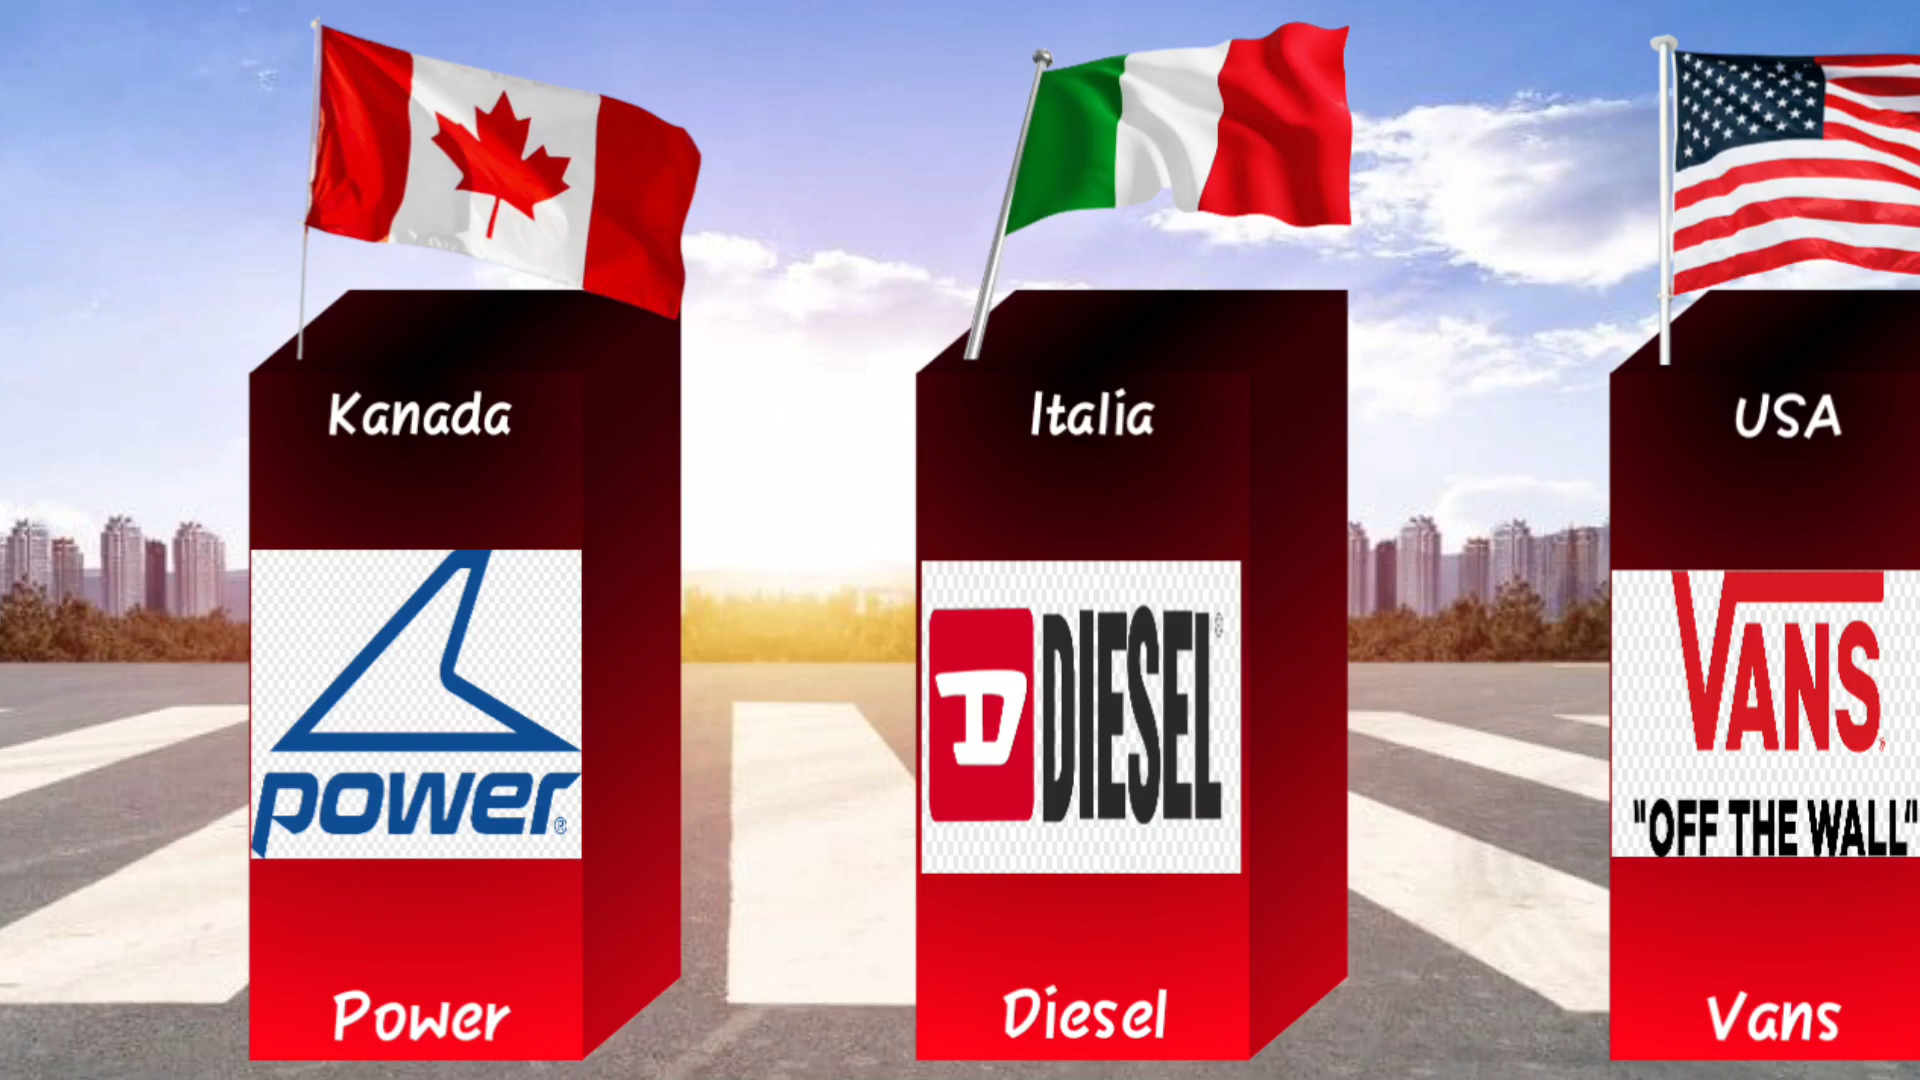 Kanada
power®
Power
Italia
D DIESEL®
Diesel
USA
VANS
"OFF THE WALL"
Vans